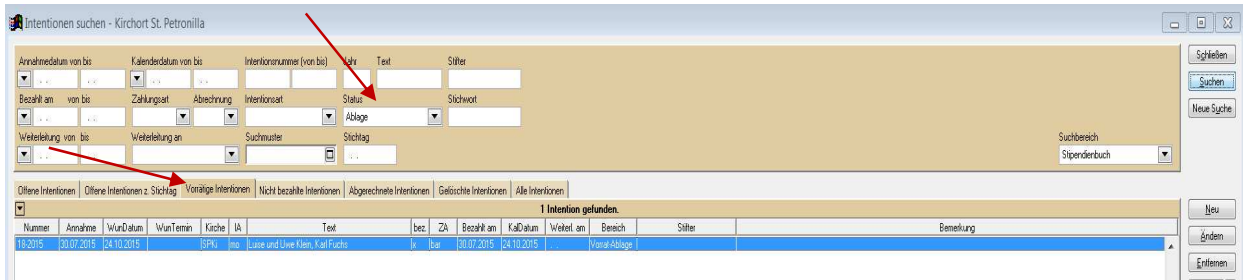 Intentionen suchen - Kirchort St. Petronilla
Annahmedatum von bis Kalenderdatum von bis Intentionsnummer (von bis) Jahr Text Stifter
Schließen
Suchen
Bezahlt am von bis Zahlungsart Abrechnung Intentionsart Status Stichwort
Ablage
Neue Suche
Weiterleitung von bis Weiterleitung an Suchmuster Stichtag Suchbereich
Stipendienbuch
Offene Intentionen Offene Intentionen z. Stichtag Vorrätige Intentionen Nicht bezahlte Intentionen Abgerechnete Intentionen Gelöschte Intentionen Alle Intentionen
1 Intention gefunden.
Neu
Nummer Annahme WunDatum WunTermin Kirche IA Text bez. ZA Bezahlt am KalDatum Weiterl. am Bereich Stifter Bemerkung
18-2015 30.07.2015 24.10.2015 SPKi mo Luise und Uwe Klein, Karl Fuchs x bar 30.07.2015 24.10.2015 . . Vorrat-Ablage
Ändern
Entfernen